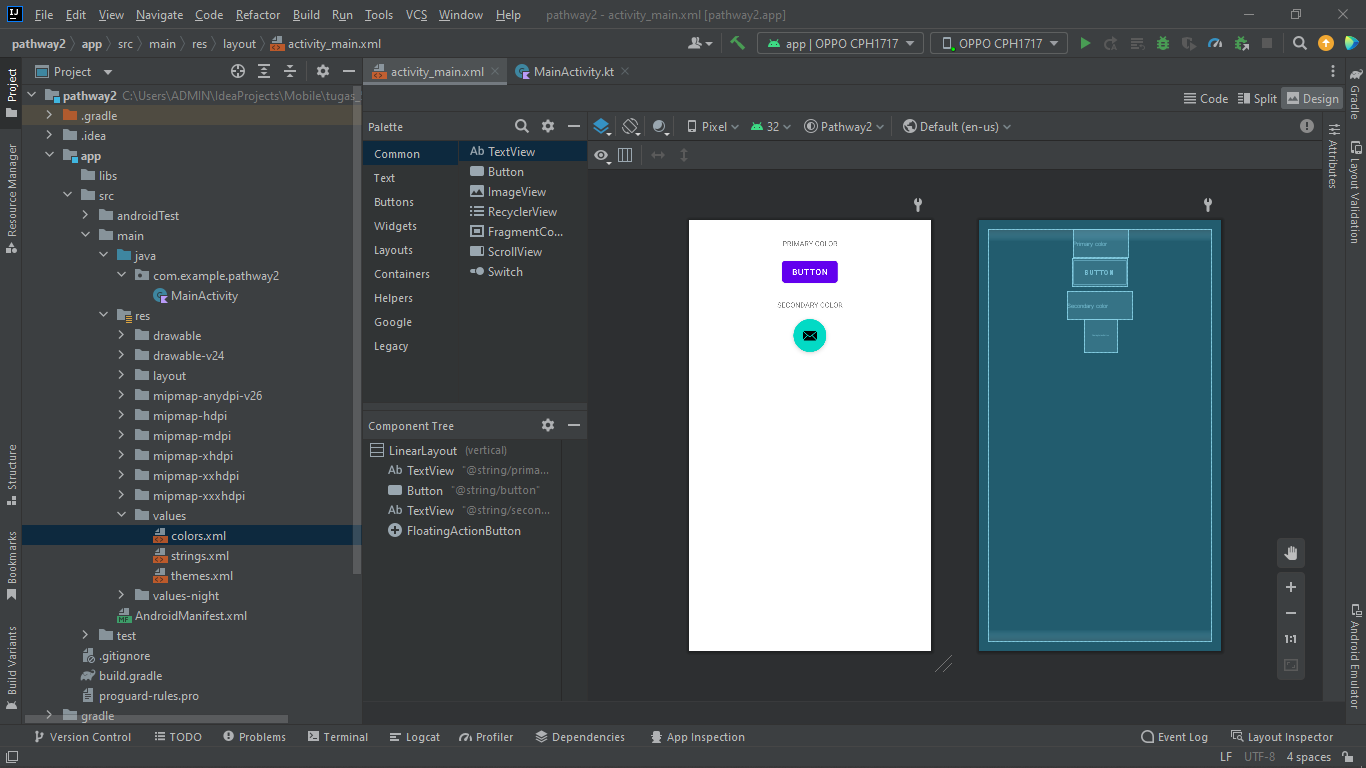 File Edit View Navigate Code Refactor Build Run Tools VCS Window Help pathway2 - activity_main.xml [pathway2.app]
pathway2 app src main res layout activity_main.xml app | OPPO CPH1717 OPPO CPH1717
Project
activity_main.xml MainActivity.kt
Code Split Design
pathway2 C:\Users\ADMIN\IdeaProjects\Mobile\tugas_
.gradle
.idea
app
libs
src
androidTest
main
java
com.example.pathway2
MainActivity
res
drawable
drawable-v24
layout
mipmap-anydpi-v26
mipmap-hdpi
mipmap-mdpi
mipmap-xhdpi
mipmap-xxhdpi
mipmap-xxxhdpi
values
colors.xml
strings.xml
themes.xml
values-night
AndroidManifest.xml
test
.gitignore
build.gradle
proguard-rules.pro
gradle
Project
Resource Manager
Structure
Bookmarks
Build Variants
Palette
Common
Text
Buttons
Widgets
Layouts
Containers
Helpers
Google
Legacy
Ab TextView
Button
ImageView
RecyclerView
FragmentCo...
ScrollView
Switch
Component Tree
LinearLayout (vertical)
Ab TextView "@string/prima...
Button "@string/button"
Ab TextView "@string/secon...
FloatingActionButton
Pixel 32 Pathway2 Default (en-us)
PRIMARY COLOR
BUTTON
SECONDARY COLOR
Primary color
BUTTON
Secondary color
1:1
Attributes
Gradle
Layout Validation
Android Emulator
Version Control TODO Problems Terminal Logcat Profiler Dependencies App Inspection Event Log Layout Inspector
LF UTF-8 4 spaces